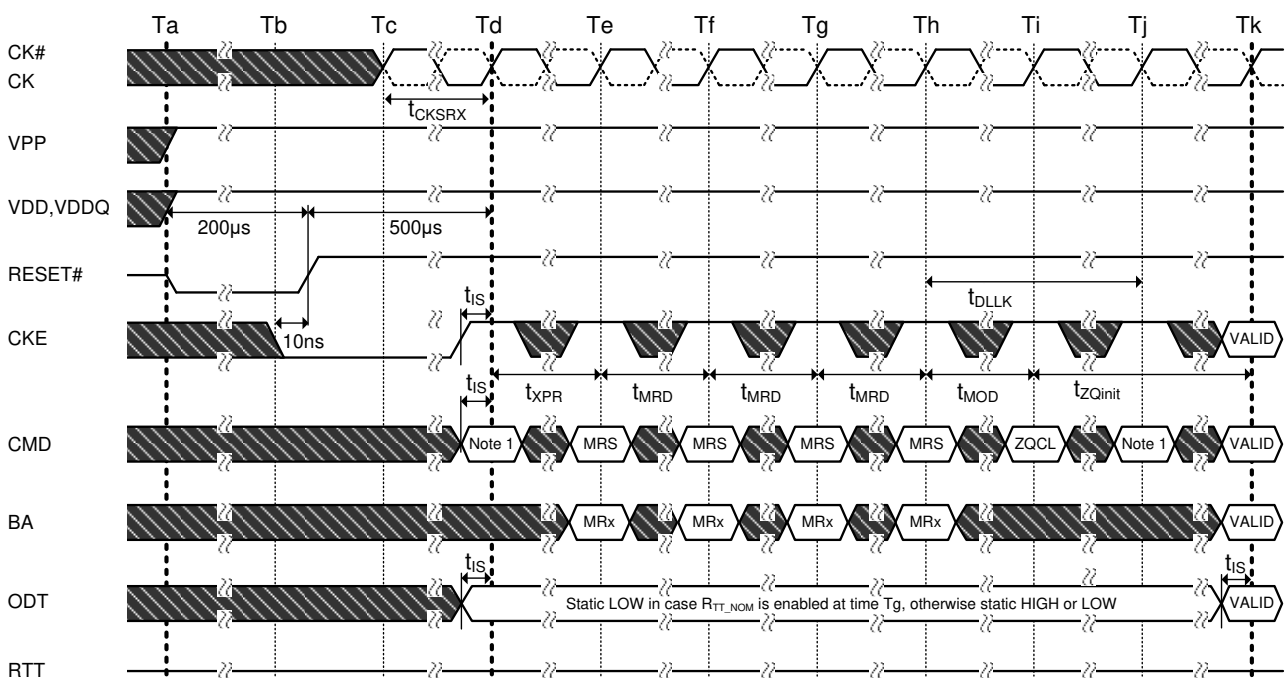 Ta Tb Tc Td Te Tf Tg Th Ti Tj Tk
CK#
CK
tCKSRX
VPP
VDD,VDDQ
200µs 500µs
RESET#
tIS tDLLK
CKE 10ns VALID
tIS tXPR tMRD tMRD tMRD tMOD tZQinit
CMD Note 1 MRS MRS MRS MRS ZQCL Note 1 VALID
BA MRx MRx MRx MRx VALID
tIS tIS
ODT Static LOW in case RTT_NOM is enabled at time Tg, otherwise static HIGH or LOW VALID
RTT